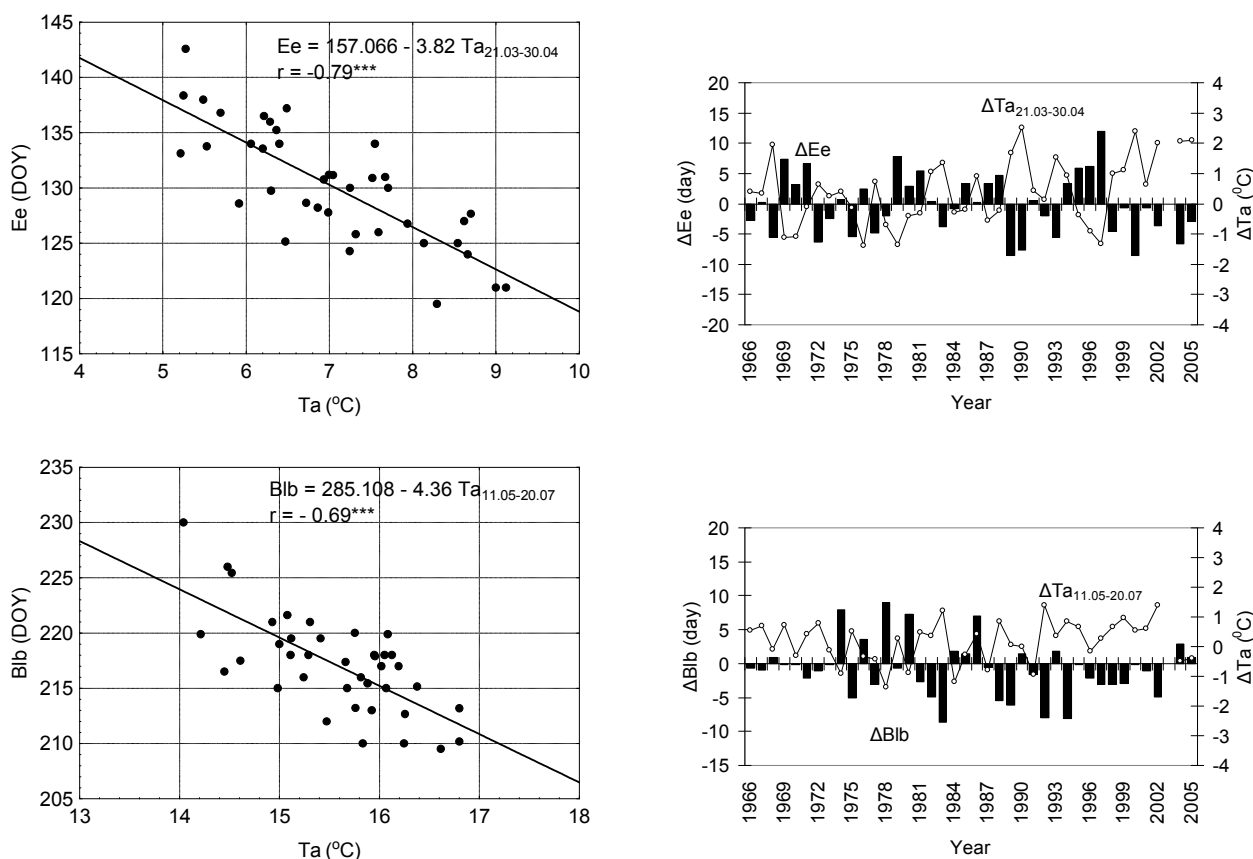 145
140
135
130
125
120
115
Ee (DOY)
Ee = 157.066 - 3.82 Ta21.03-30.04
r = -0.79***
4 5 6 7 8 9 10
Ta (°C)
20
15
10
5
0
-5
-10
-15
-20
ΔEe (day)
ΔTa21.03-30.04
ΔEe
4
3
2
1
0
-1
-2
-3
-4
ΔTa (⁰C)
1966 1969 1972 1975 1978 1981 1984 1987 1990 1993 1996 1999 2002 2005
Year
235
230
225
220
215
210
205
Blb (DOY)
Blb = 285.108 - 4.36 Ta11.05-20.07
r = - 0.69***
13 14 15 16 17 18
Ta (°C)
20
15
10
5
0
-5
-10
-15
ΔBlb (day)
ΔTa11.05-20.07
ΔBlb
4
3
2
1
0
-1
-2
-3
-4
ΔTa (⁰C)
1966 1969 1972 1975 1978 1981 1984 1987 1990 1993 1996 1999 2002 2005
Year